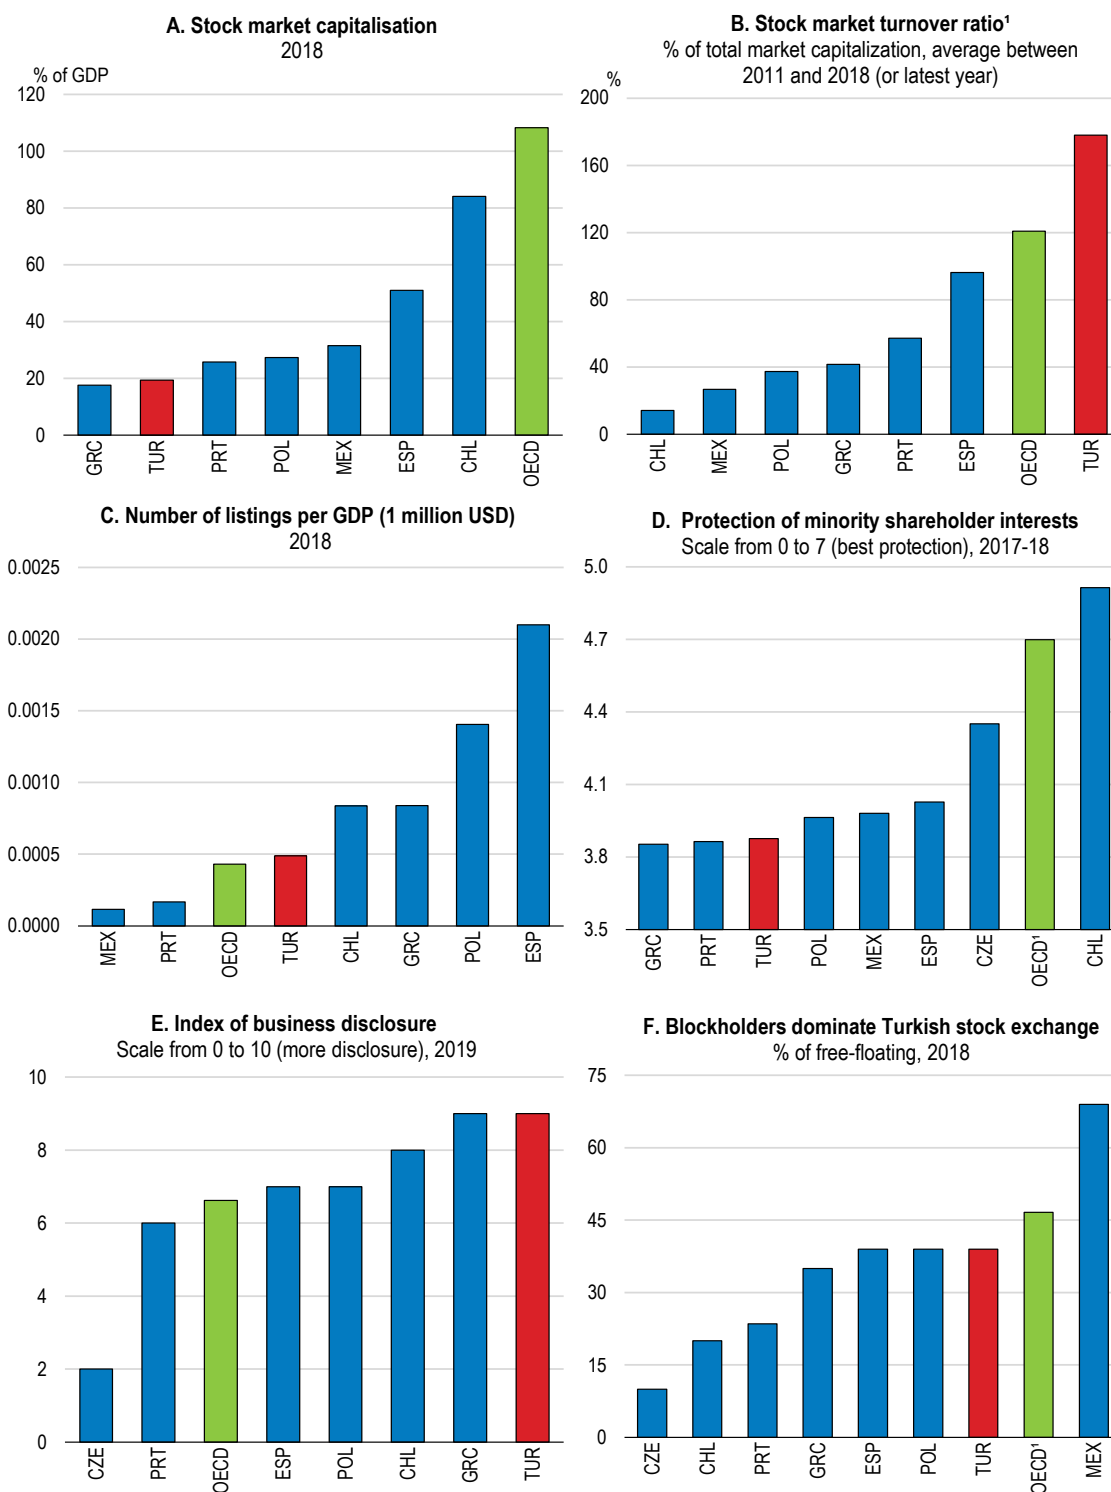 A. Stock market capitalisation
2018
% of GDP
120
100
80
60
40
20
0
GRC
TUR
PRT
POL
MEX
ESP
CHL
OECD
B. Stock market turnover ratio¹
% of total market capitalization, average between
2011 and 2018 (or latest year)
%
200
160
120
80
40
0
CHL
MEX
POL
GRC
PRT
ESP
OECD
TUR
C. Number of listings per GDP (1 million USD)
2018
0.0025
0.0020
0.0015
0.0010
0.0005
0.0000
MEX
PRT
OECD
TUR
CHL
GRC
POL
ESP
D. Protection of minority shareholder interests
Scale from 0 to 7 (best protection), 2017-18
5.0
4.7
4.4
4.1
3.8
3.5
GRC
PRT
TUR
POL
MEX
ESP
CZE
OECD¹
CHL
E. Index of business disclosure
Scale from 0 to 10 (more disclosure), 2019
10
8
6
4
2
0
CZE
PRT
OECD
ESP
POL
CHL
GRC
TUR
F. Blockholders dominate Turkish stock exchange
% of free-floating, 2018
75
60
45
30
15
0
CZE
CHL
PRT
GRC
ESP
POL
TUR
OECD¹
MEX